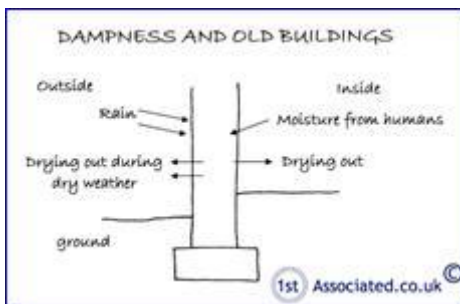 DAMPNESS AND OLD BUILDINGS
Outside
Inside
Rain
Moisture from humans
Drying out during
dry weather
Drying out
ground
1st Associated.co.uk ©